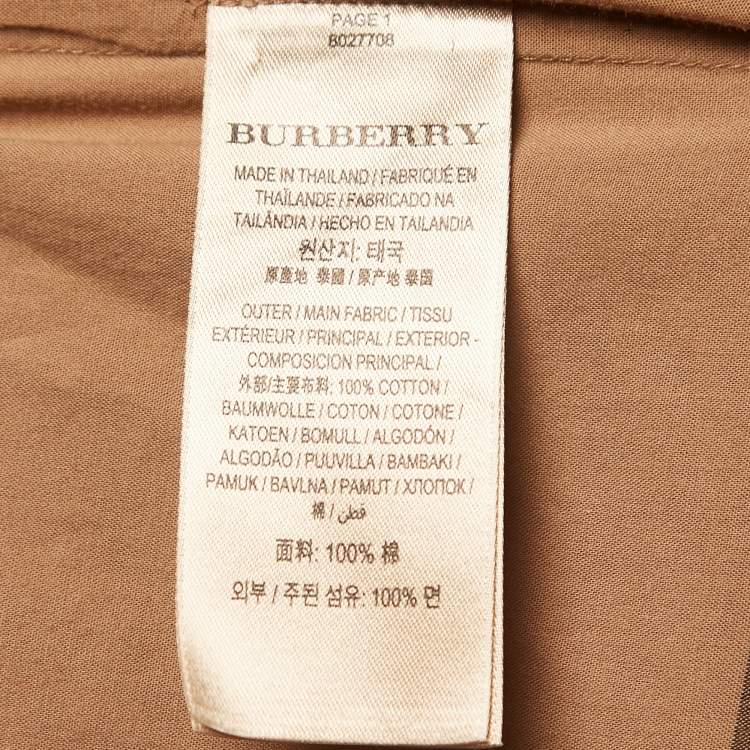 PAGE 1
8027708
BURBERRY
MADE IN THAILAND / FABRIQUÉ EN
THAÏLANDE / FABRICADO NA
TAILÂNDIA / HECHO EN TAILANDIA
원산지: 태국
原產地 泰國 / 原产地 泰国
OUTER / MAIN FABRIC / TISSU
EXTÉRIEUR / PRINCIPAL / EXTERIOR -
COMPOSICION PRINCIPAL /
外部/主要布料: 100% COTTON /
BAUMWOLLE / COTON / COTONE /
KATOEN / BOMULL / ALGODÓN /
ALGODÃO / PUUVILLA / BAMBAKI /
PAMUK / BAVLNA / PAMUT / ХЛОПОК /
棉 / قطن
面料: 100% 棉
외부 / 주된 섬유: 100% 면